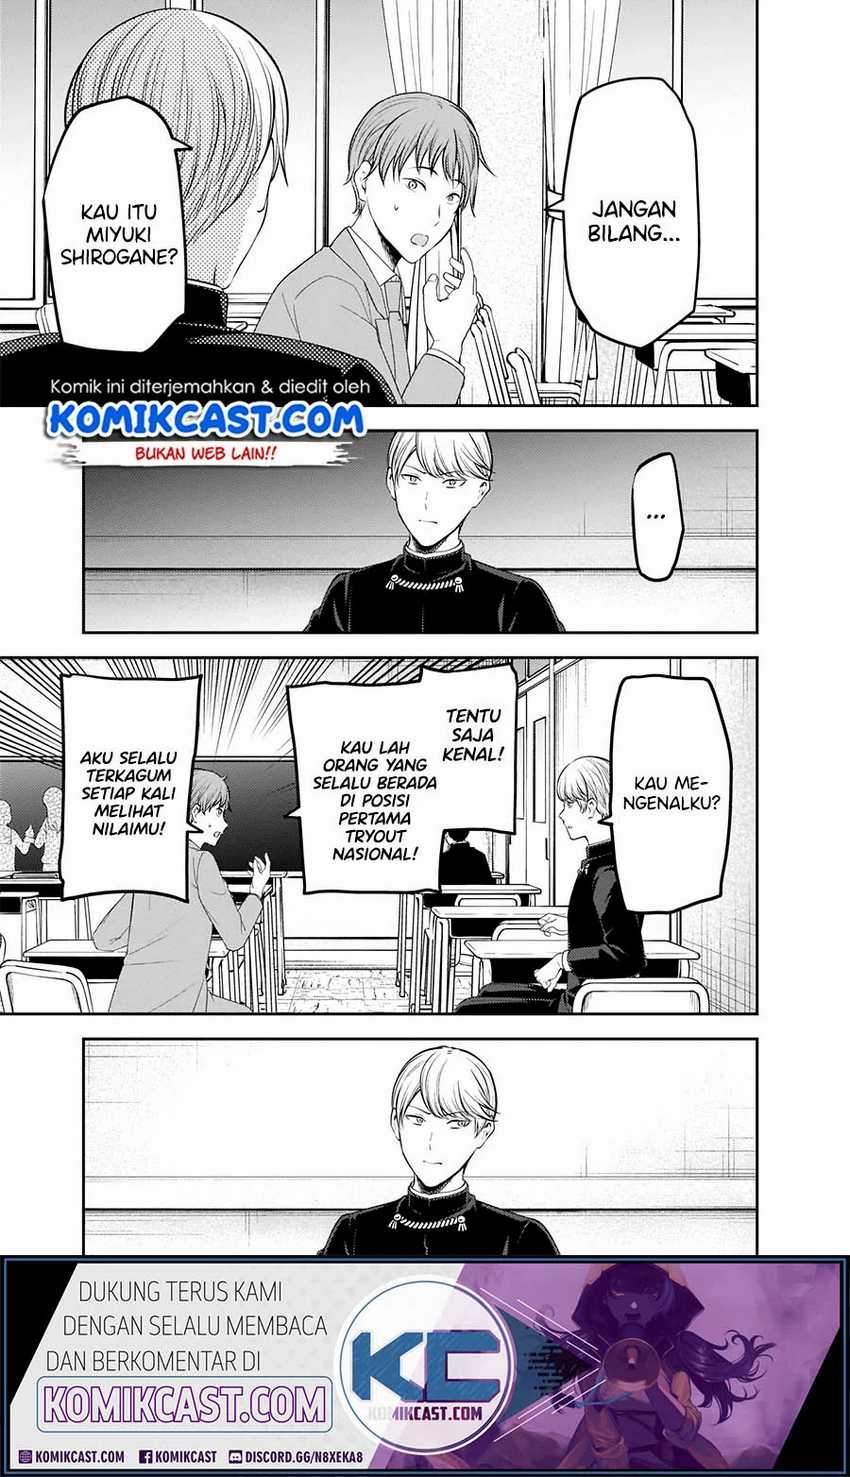 JANGAN
BILANG...
KAU ITU
MIYUKI
SHIROGANE?
Komik ini diterjemahkan & diedit oleh
KOMIKCAST.COM
BUKAN WEB LAIN!!
...
KAU ME-
NGENALKU?
TENTU
SAJA
KENAL!
KAU LAH
ORANG YANG
SELALU BERADA
DI POSISI
PERTAMA
TRYOUT
NASIONAL!
AKU SELALU
TERKAGUM
SETIAP KALI
MELIHAT
NILAIMU!
DUKUNG TERUS KAMI
DENGAN SELALU MEMBACA
DAN BERKOMENTAR DI
KOMIKCAST.COM
KC
KOMIKCAST.COM
KOMIKCAST.COM
KOMIKCAST
DISCORD.GG/N8XEKA8